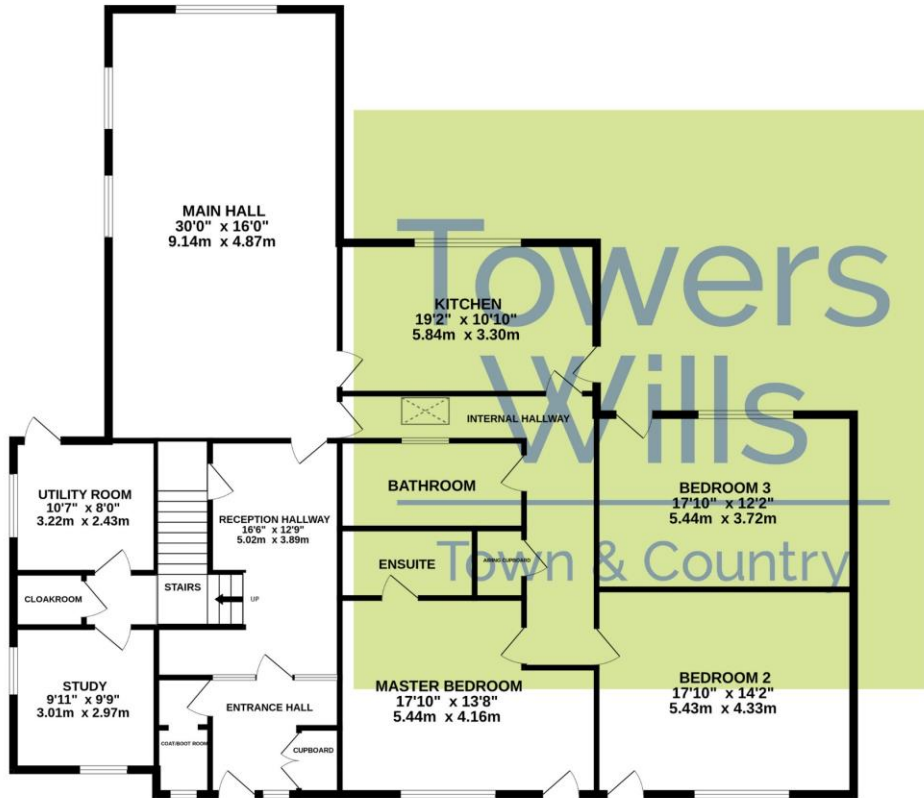 MAIN HALL
30'0" x 16'0"
9.14m x 4.87m
KITCHEN
19'2" x 10'10"
5.84m x 3.30m
Towers
Wills
Town & Country
INTERNAL HALLWAY
BATHROOM
BEDROOM 3
17'10" x 12'2"
5.44m x 3.72m
UTILITY ROOM
10'7" x 8'0"
3.22m x 2.43m
RECEPTION HALLWAY
16'6" x 12'9"
5.02m x 3.89m
ENSUITE
AIRING CUPBOARD
CLOAKROOM
STAIRS
UP
STUDY
9'11" x 9'9"
3.01m x 2.97m
MASTER BEDROOM
17'10" x 13'8"
5.44m x 4.16m
BEDROOM 2
17'10" x 14'2"
5.43m x 4.33m
ENTRANCE HALL
COAT/BOOT ROOM
CUPBOARD